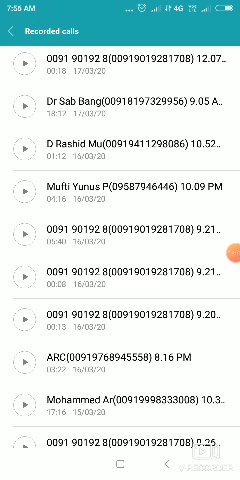 7:56 AM
4G
Recorded calls
0091 90192 8(00919019281708) 12.07..
00:18 17/03/20
Dr Sab Bang(00918197329956) 9.05 A..
18:12 17/03/20
D Rashid Mu(00919411298086) 10.52..
01:12 16/03/20
Mufti Yunus P(09587946446) 10.09 PM
04:16 16/03/20
0091 90192 8(00919019281708) 9.21..
05:40 16/03/20
0091 90192 8(00919019281708) 9.21..
00:08 16/03/20
0091 90192 8(00919019281708) 9.20..
00:13 16/03/20
ARC(00919768945558) 8.16 PM
03:22 16/03/20
Mohammed Ar(00919998333008) 10.3..
17:16 15/03/20
0091 90192 8(00919019281708) 9.26..
V RECORDER